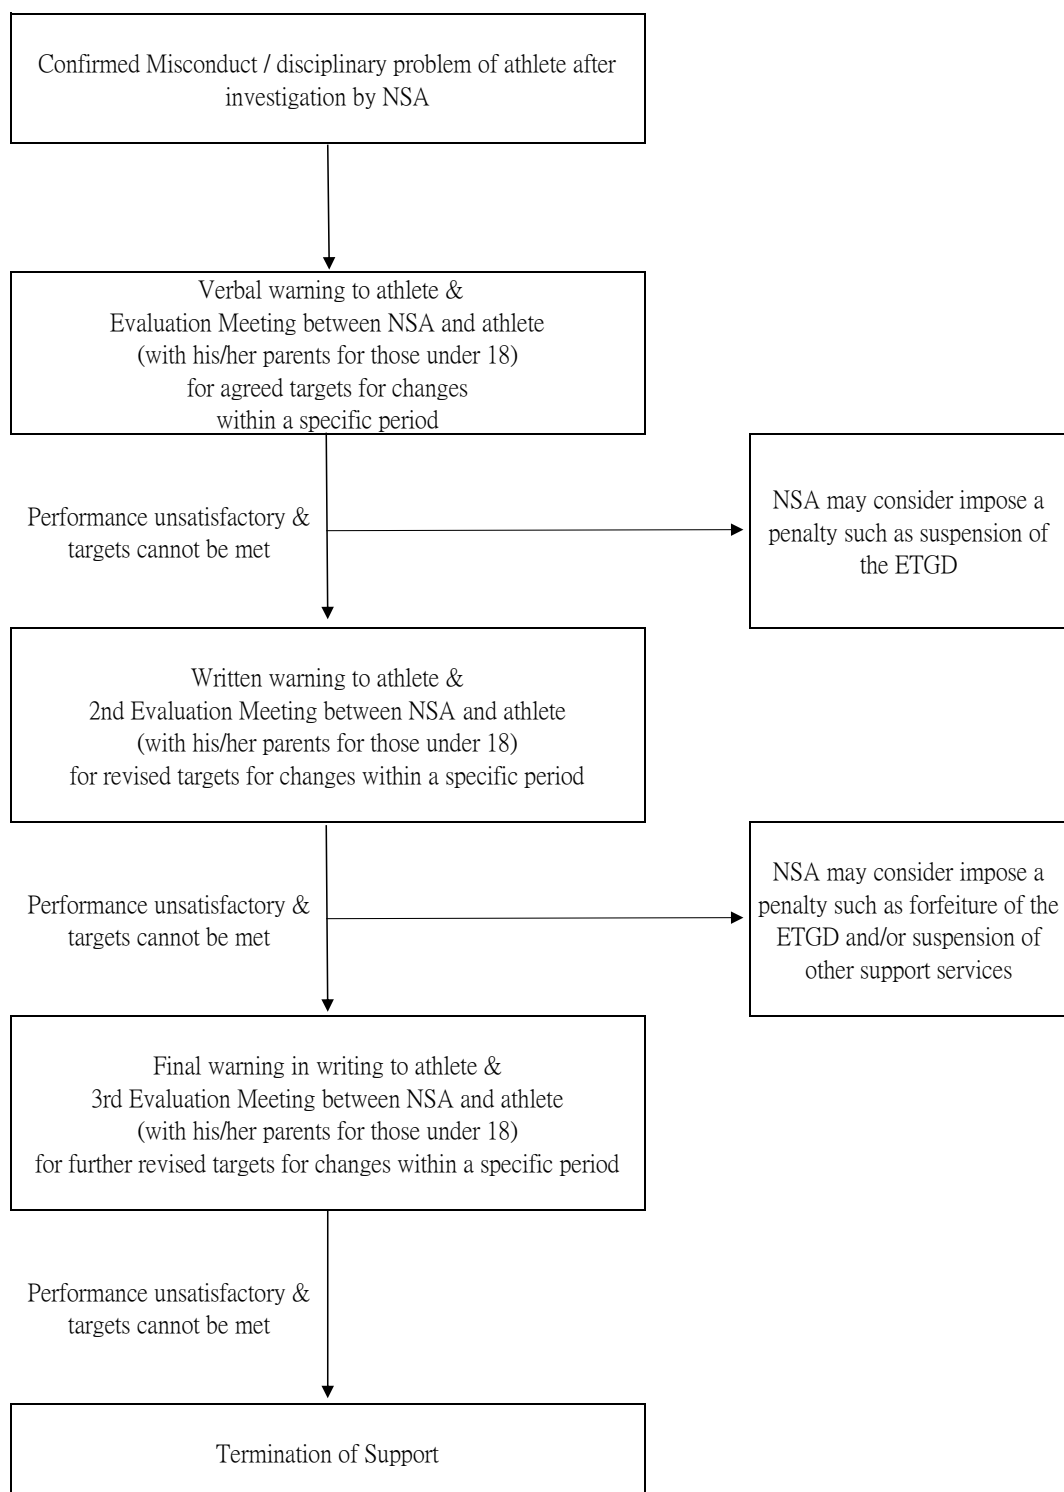 Confirmed Misconduct / disciplinary problem of athlete after
investigation by NSA
Verbal warning to athlete &
Evaluation Meeting between NSA and athlete
(with his/her parents for those under 18)
for agreed targets for changes
within a specific period
Performance unsatisfactory &
targets cannot be met
NSA may consider impose a
penalty such as suspension of
the ETGD
Written warning to athlete &
2nd Evaluation Meeting between NSA and athlete
(with his/her parents for those under 18)
for revised targets for changes within a specific period
Performance unsatisfactory &
targets cannot be met
NSA may consider impose a
penalty such as forfeiture of the
ETGD and/or suspension of
other support services
Final warning in writing to athlete &
3rd Evaluation Meeting between NSA and athlete
(with his/her parents for those under 18)
for further revised targets for changes within a specific period
Performance unsatisfactory &
targets cannot be met
Termination of Support